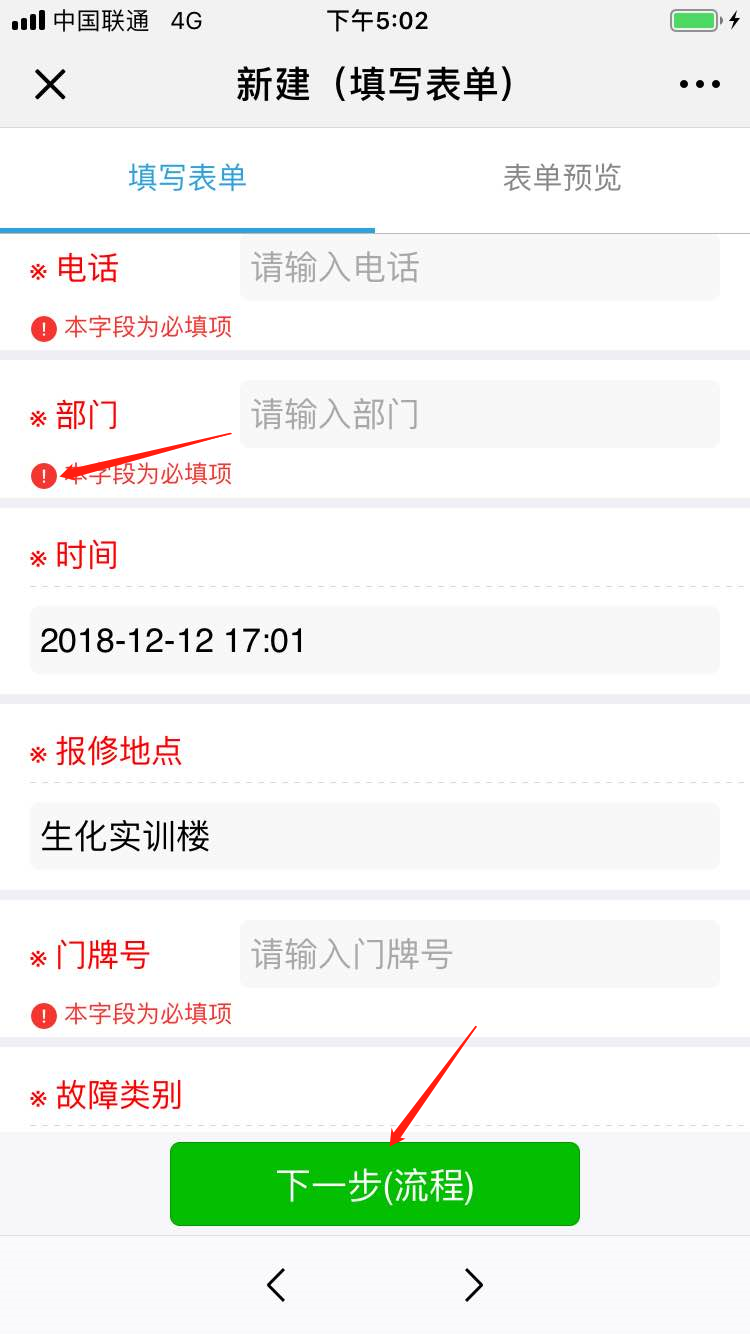 中国联通 4G 下午5:02
新建（填写表单）
填写表单 表单预览
※ 电话 请输入电话
! 本字段为必填项
※ 部门 请输入部门
! 本字段为必填项
※ 时间
2018-12-12 17:01
※ 报修地点
生化实训楼
※ 门牌号 请输入门牌号
! 本字段为必填项
※ 故障类别
下一步(流程)